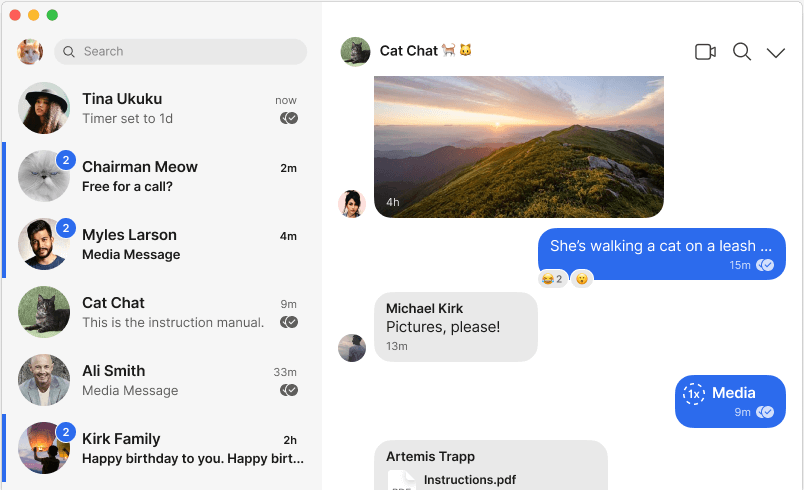 Search
Tina Ukuku
now
Timer set to 1d
2
Chairman Meow
2m
Free for a call?
2
Myles Larson
4m
Media Message
Cat Chat
9m
This is the instruction manual.
Ali Smith
33m
Media Message
2
Kirk Family
2h
Happy birthday to you. Happy birt...
Cat Chat 🐈🐱
4h
She's walking a cat on a leash ...
15m
😂 2 😮
Michael Kirk
Pictures, please!
13m
1x Media
9m
Artemis Trapp
Instructions.pdf
PDF